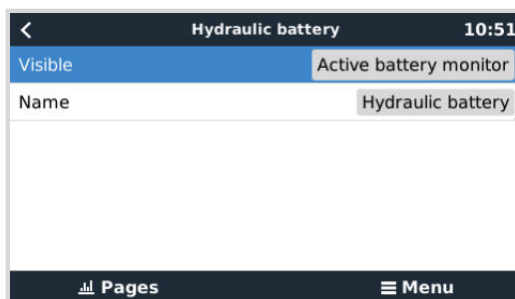 Hydraulic battery 10:51
Visible Active battery monitor
Name Hydraulic battery
Pages Menu